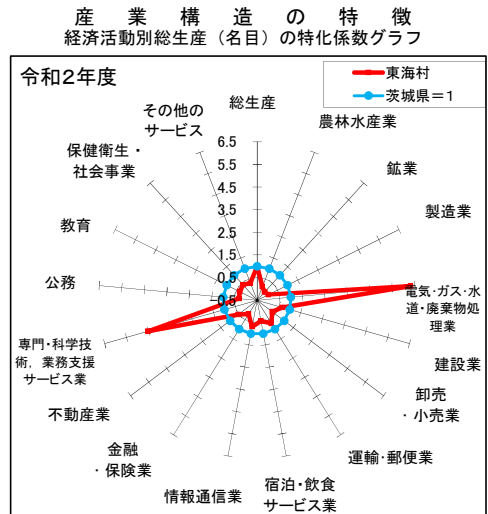 産業構造の特徴
経済活動別総生産（名目）の特化係数グラフ
令和2年度
東海村
茨城県＝1
総生産
農林水産業
鉱業
製造業
電気・ガス・水
道・廃棄物処
理業
建設業
卸売
・小売業
運輸・郵便業
宿泊・飲食
サービス業
情報通信業
金融
・保険業
不動産業
専門・科学技
術，業務支援
サービス業
公務
教育
保健衛生・
社会事業
その他の
サービス
6.5
5.5
4.5
3.5
2.5
1.5
0.5
-0.5